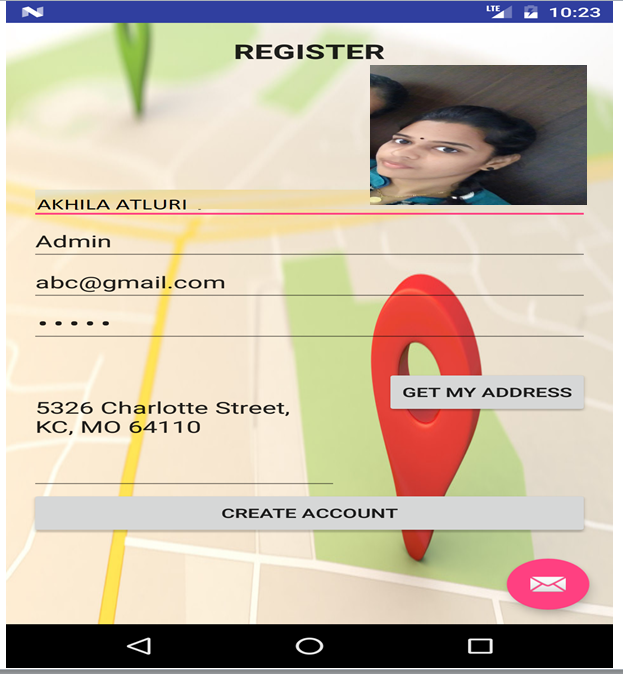 LTE
10:23
REGISTER
AKHILA ATLURI
Admin
abc@gmail.com
•••••
GET MY ADDRESS
5326 Charlotte Street,
KC, MO 64110
CREATE ACCOUNT